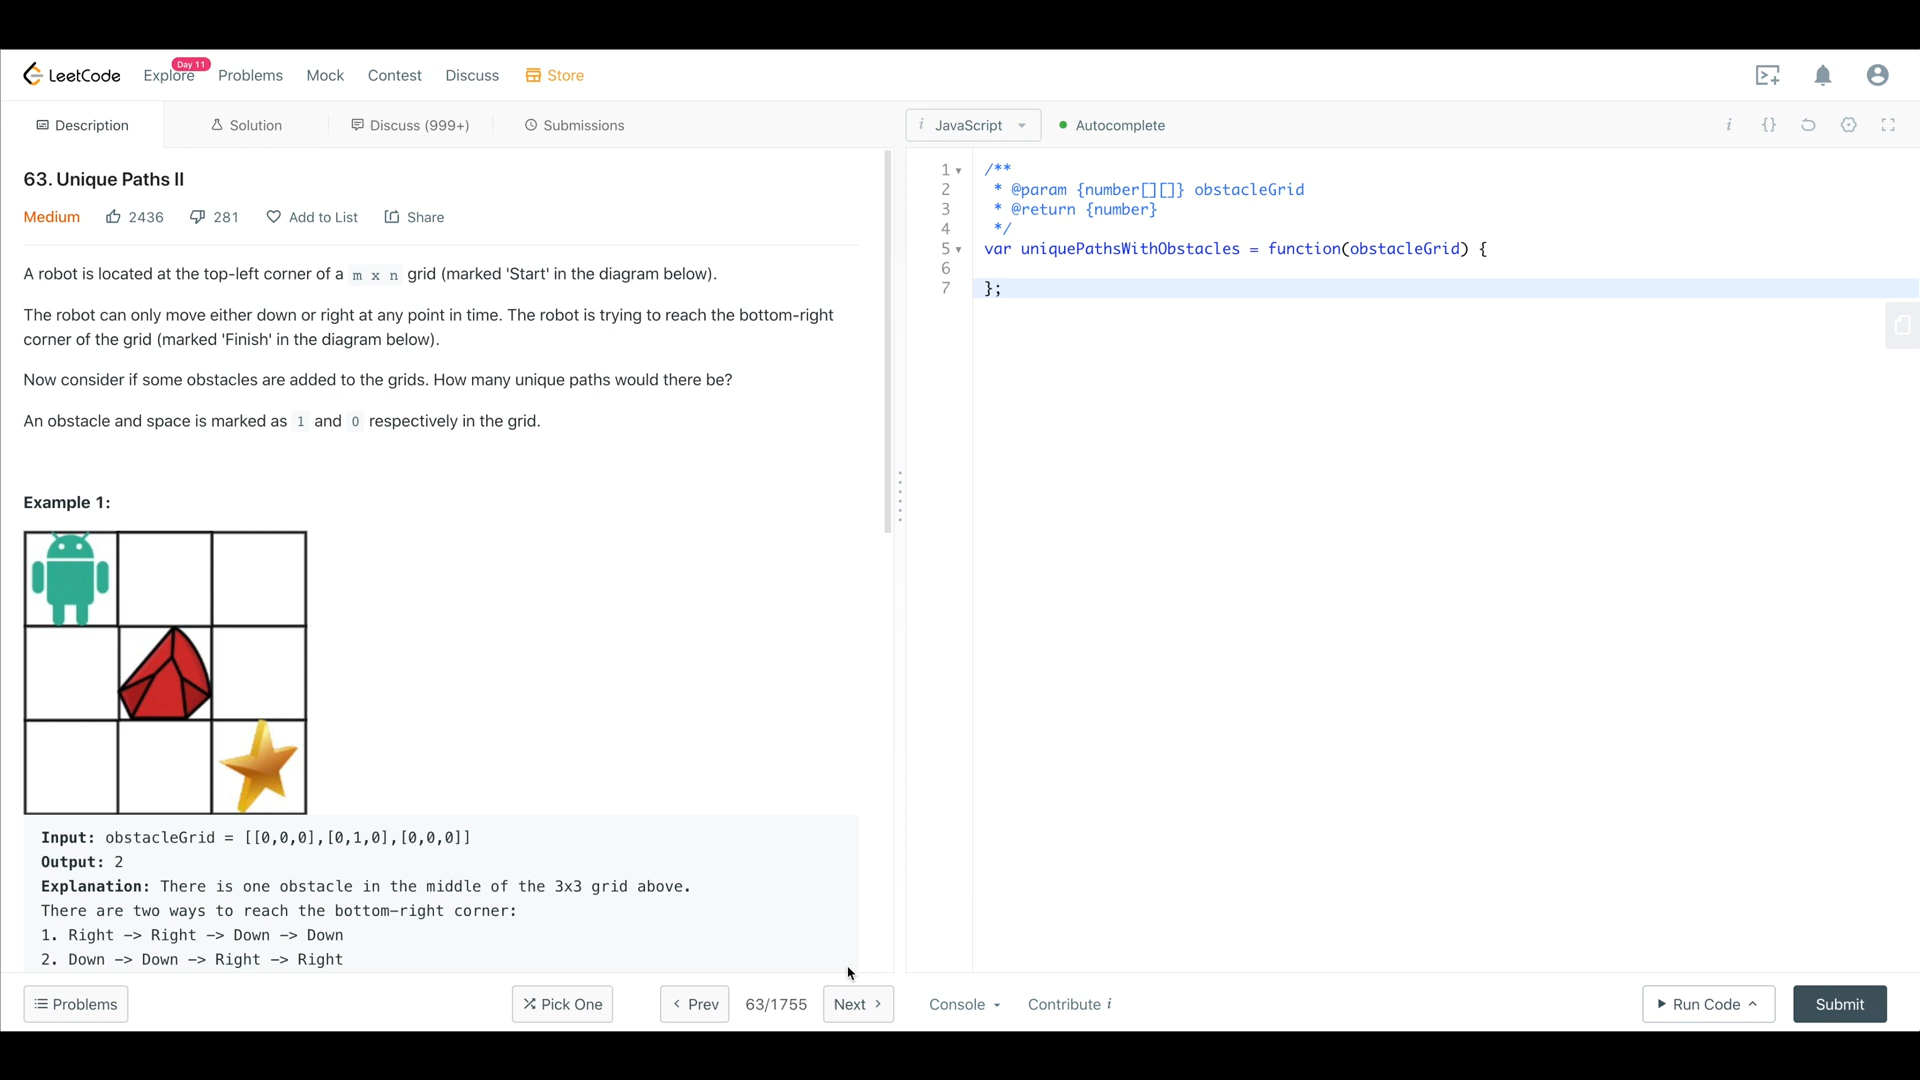 LeetCode
Explore
Day 11
Problems
Mock
Contest
Discuss
Store
Description
Solution
Discuss (999+)
Submissions
i JavaScript
Autocomplete
i {}
63. Unique Paths II
Medium 2436 281 Add to List Share
A robot is located at the top-left corner of a m x n grid (marked 'Start' in the diagram below).
The robot can only move either down or right at any point in time. The robot is trying to reach the bottom-right
corner of the grid (marked 'Finish' in the diagram below).
Now consider if some obstacles are added to the grids. How many unique paths would there be?
An obstacle and space is marked as 1 and 0 respectively in the grid.
Example 1:
Input: obstacleGrid = [[0,0,0],[0,1,0],[0,0,0]]
Output: 2
Explanation: There is one obstacle in the middle of the 3x3 grid above.
There are two ways to reach the bottom-right corner:
1. Right -> Right -> Down -> Down
2. Down -> Down -> Right -> Right
1 /**
2 * @param {number[][]} obstacleGrid
3 * @return {number}
4 */
5 var uniquePathsWithObstacles = function(obstacleGrid) {
6
7 };
Problems
Pick One
Prev
63/1755
Next
Console
Contribute i
Run Code
Submit